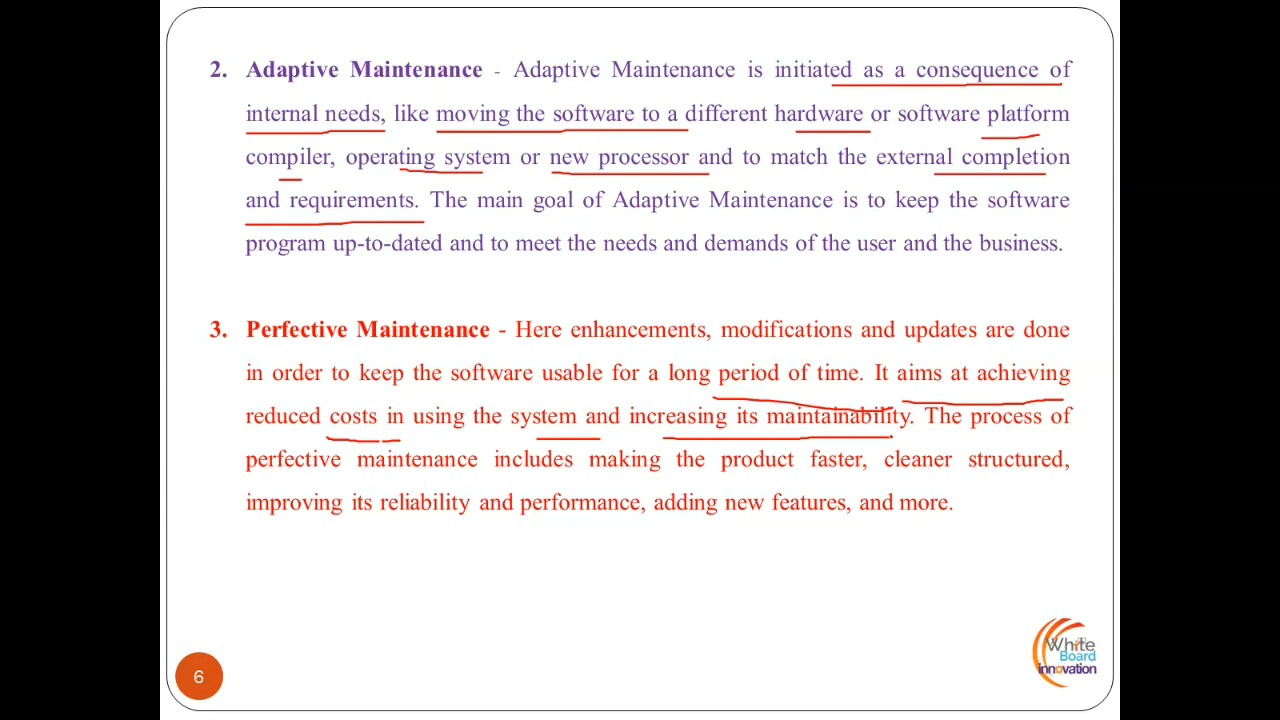 2. Adaptive Maintenance - Adaptive Maintenance is initiated as a consequence of
internal needs, like moving the software to a different hardware or software platform
compiler, operating system or new processor and to match the external completion
and requirements. The main goal of Adaptive Maintenance is to keep the software
program up-to-dated and to meet the needs and demands of the user and the business.
3. Perfective Maintenance - Here enhancements, modifications and updates are done
in order to keep the software usable for a long period of time. It aims at achieving
reduced costs in using the system and increasing its maintainability. The process of
perfective maintenance includes making the product faster, cleaner structured,
improving its reliability and performance, adding new features, and more.
6
White
Board
innovation